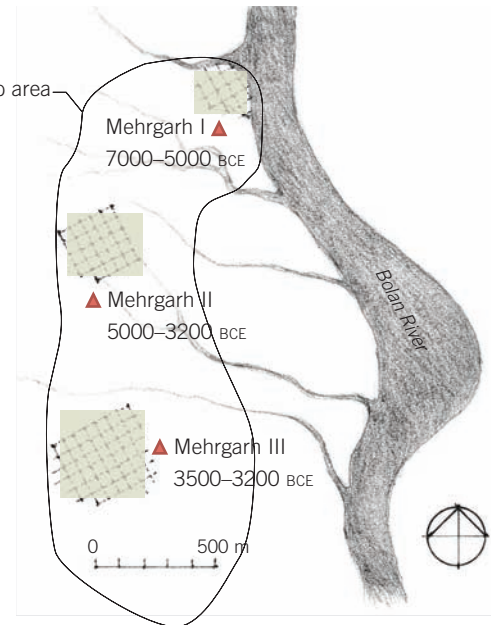 area
Mehrgarh I
7000–5000 BCE
Bolan River
Mehrgarh II
5000–3200 BCE
Mehrgarh III
3500–3200 BCE
0 500 m